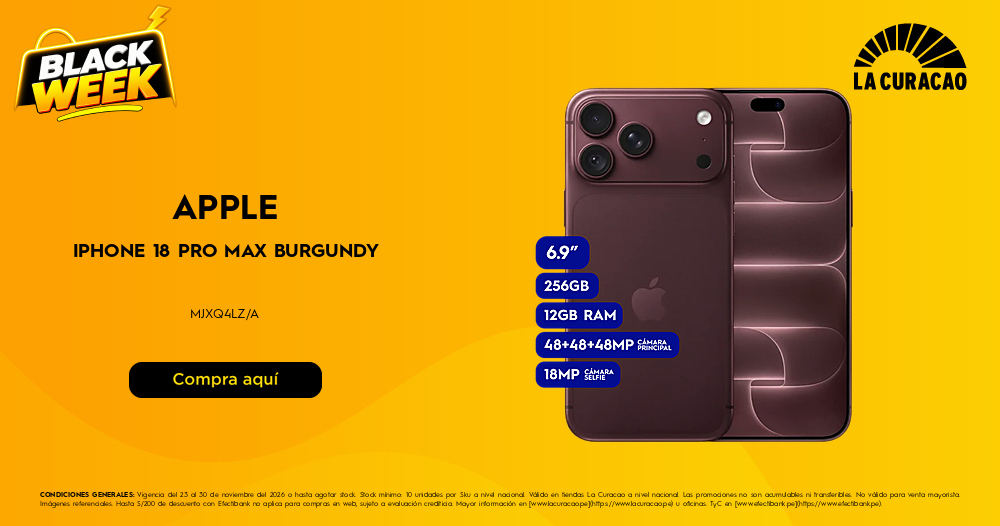 BLACK
WEEK
LA CURACAO
APPLE
IPHONE 18 PRO MAX BURGUNDY
MJXQ4LZ/A
Compra aquí
6.9"
256GB
12GB RAM
48+48+48MP CÁMARA PRINCIPAL
18MP CÁMARA SELFIE
CONDICIONES GENERALES: Vigencia del 23 al 30 de noviembre del 2026 o hasta agotar stock. Stock mínimo: 10 unidades por Sku a nivel nacional. Válido en tiendas La Curacao a nivel nacional. Las promociones no son acumulables ni transferibles. No válido para venta mayorista.
Imágenes referenciales. Hasta S/200 de descuento con Efectibank no aplica para compras en web, sujeto a evaluación crediticia. Mayor información en [www.lacuracao.pe](https://www.lacuracao.pe) u oficinas. TyC en [www.efectibank.pe](https://www.efectibank.pe).